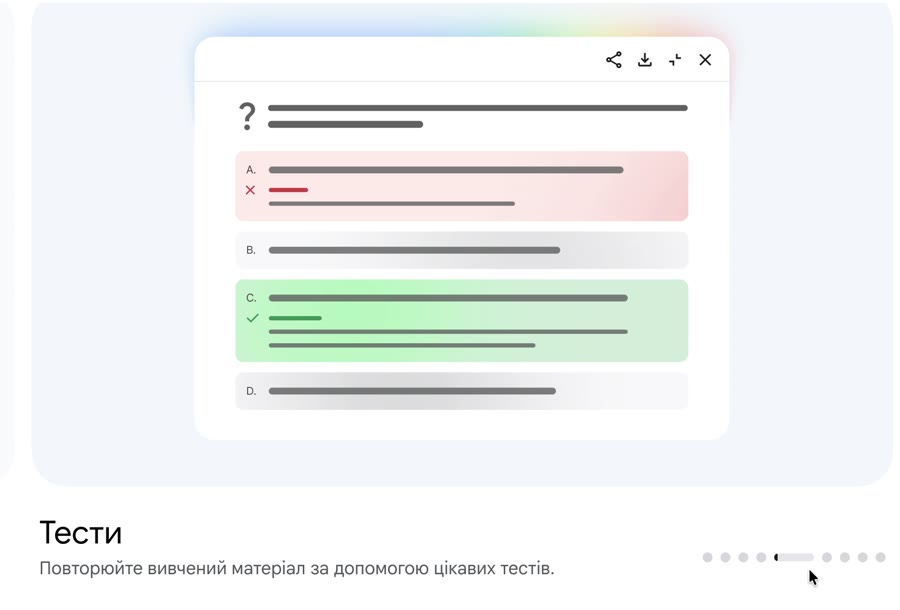 ?
A.
B.
C.
D.
Тести
Повторюйте вивчений матеріал за допомогою цікавих тестів.